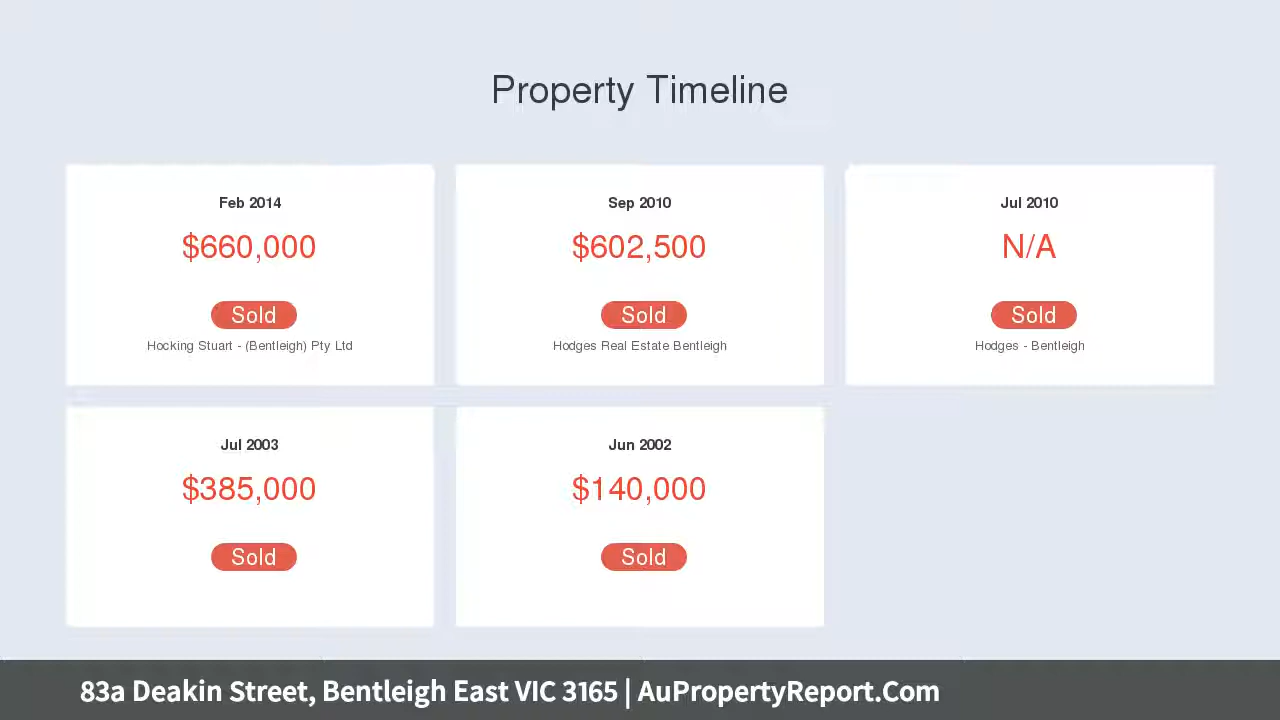 Property Timeline
Feb 2014
$660,000
Sold
Hocking Stuart - (Bentleigh) Pty Ltd
Sep 2010
$602,500
Sold
Hodges Real Estate Bentleigh
Jul 2010
N/A
Sold
Hodges - Bentleigh
Jul 2003
$385,000
Sold
Jun 2002
$140,000
Sold
83a Deakin Street, Bentleigh East VIC 3165 | AuPropertyReport.Com